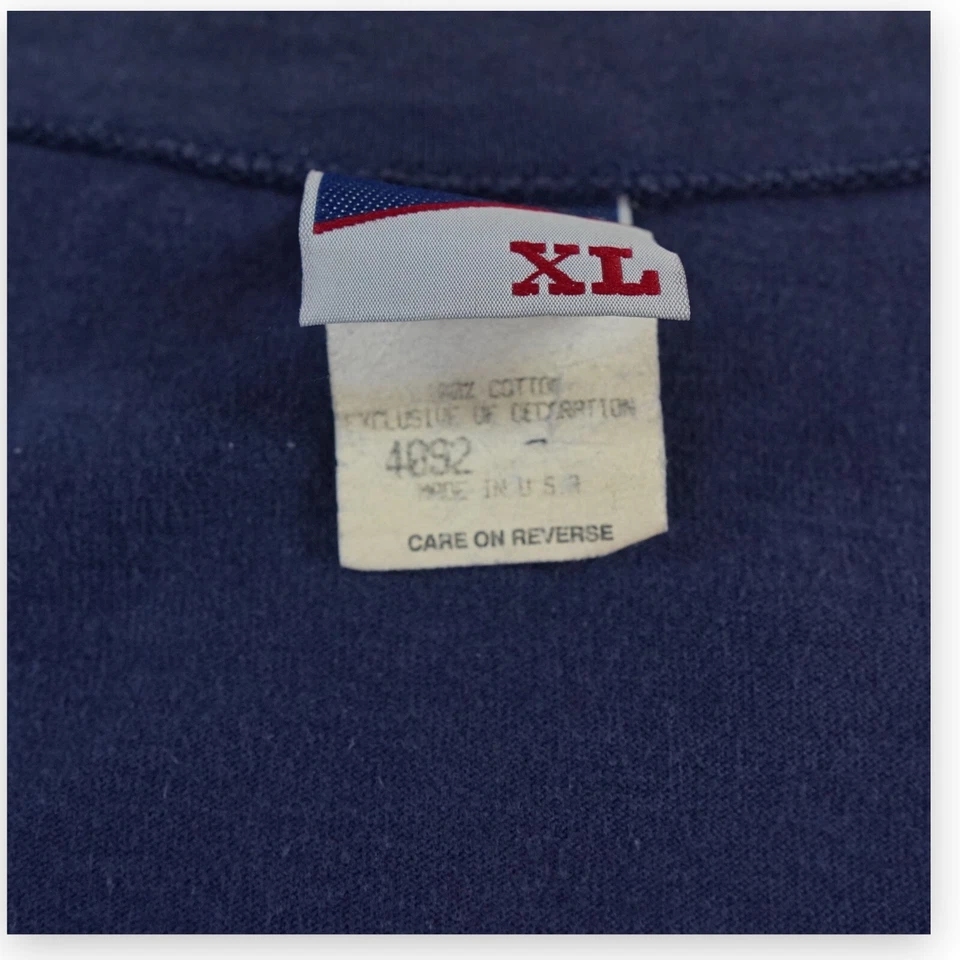 XL
COTTON
EXCLUSIVE OF DECORATION
4092 -
MADE IN U S A
CARE ON REVERSE